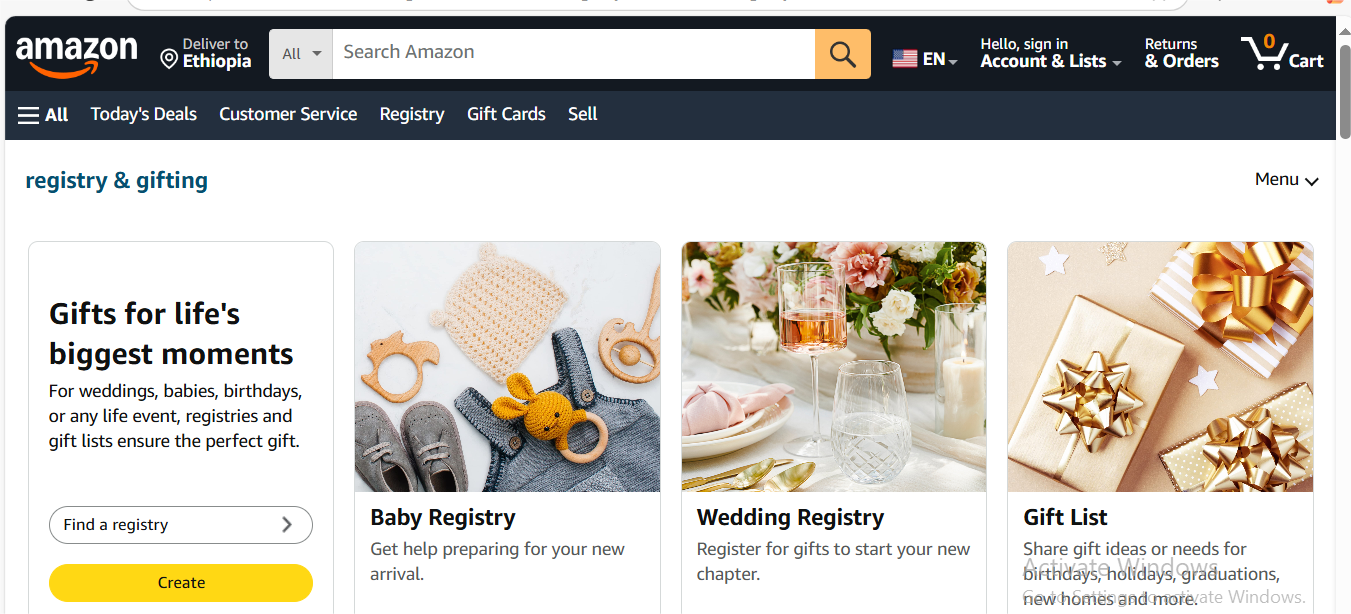 amazon
Deliver to
Ethiopia
All
Search Amazon
EN
Hello, sign in
Account & Lists
Returns
& Orders
0
Cart
All
Today's Deals
Customer Service
Registry
Gift Cards
Sell
registry & gifting
Menu
Gifts for life's
biggest moments
For weddings, babies, birthdays,
or any life event, registries and
gift lists ensure the perfect gift.
Find a registry
Create
Baby Registry
Get help preparing for your new
arrival.
Wedding Registry
Register for gifts to start your new
chapter.
Gift List
Share gift ideas or needs for
birthdays, holidays, graduations,
new homes and more.
Activate Windows
Go to Settings to activate Windows.